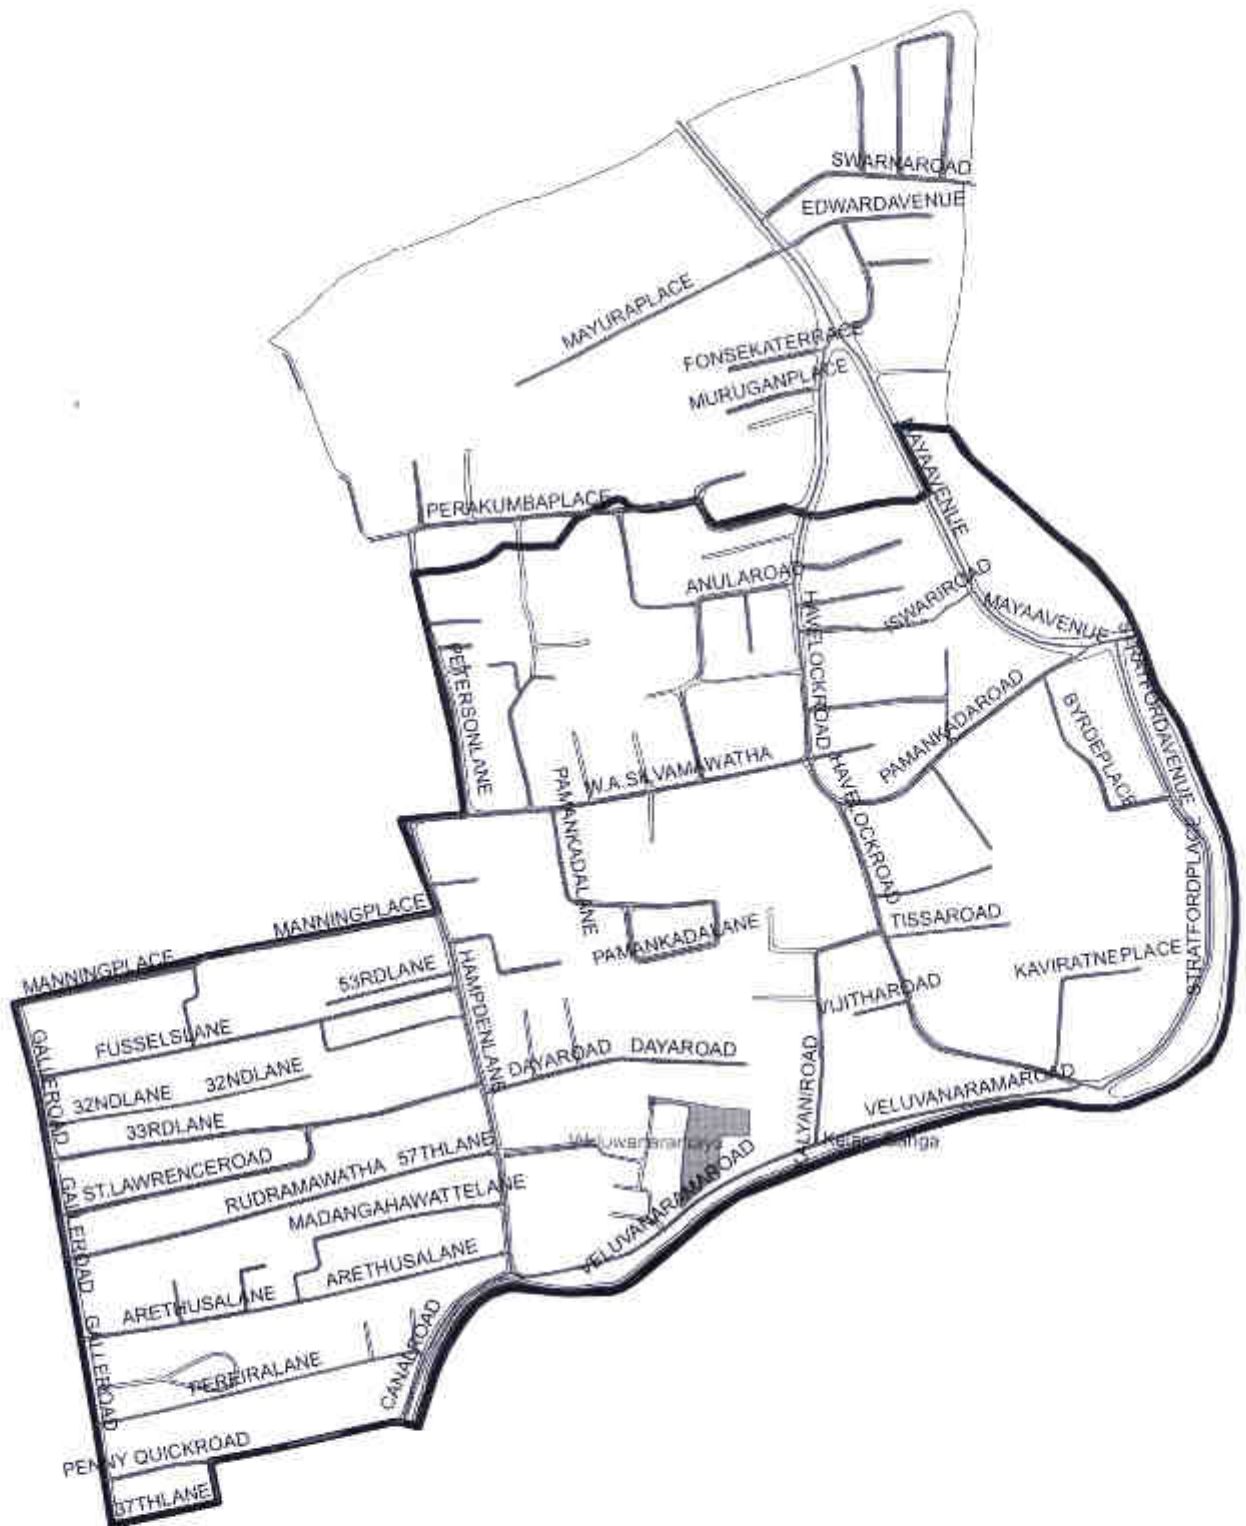 SWARNAROAD
EDWARDAVENUE
MAYURAPLACE
FONSEKATERRACE
MURUGANPLACE
MAYAAVENUE
PERAKUMBAPLACE
ANULAROAD
ISWARIROAD
MAYAAVENUE
HAVELOCKROAD
STRATFORDAVENUE
PETERSONLANE
PAMANKADAROAD
BYRDEPLACE
W.A.SILVAMAWATHA
HAVELOCKROAD
PAMANKADALANE
STRATFORDPLACE
MANNINGPLACE
TISSAROAD
PAMANKADALANE
MANNINGPLACE
KAVIRATNEPLACE
53RDLANE
HAMPDENLANE
VIJITHAROAD
FUSSELSLANE
GALLEROAD
DAYAROAD
DAYAROAD
32NDLANE
32NDLANE
KALYANIROAD
VELUVANARAMAROAD
33RDLANE
57THLANE
ST.LAWRENCEROAD
RUDRAMAWATHA
MADANGAHAWATTELANE
VELUVANARAMAROAD
GALLEROAD
ARETHUSALANE
ARETHUSALANE
GALLEROAD
CANALROAD
PEREIRALANE
PENNY QUICKROAD
37THLANE